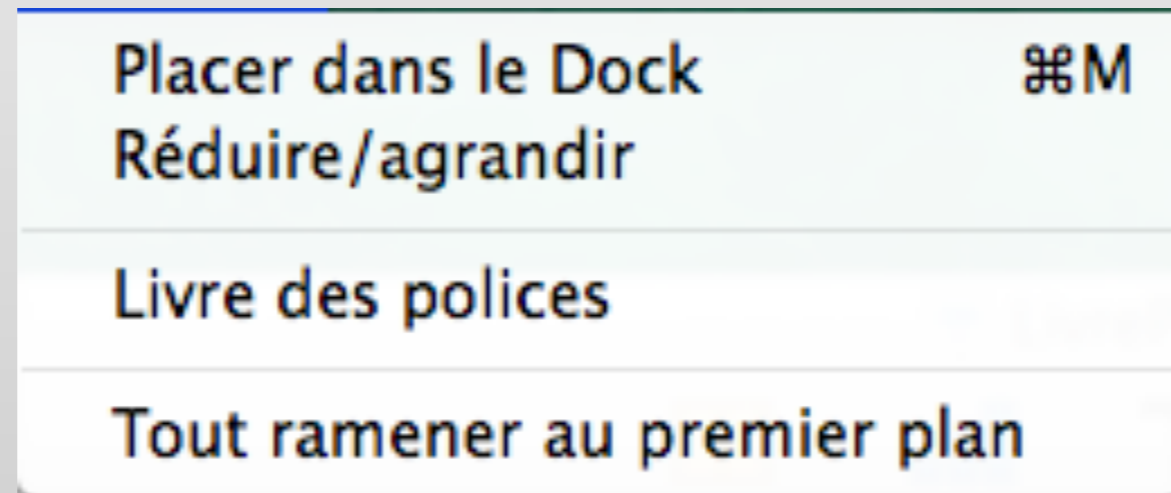 Placer dans le Dock ⌘M
Réduire/agrandir
Livre des polices
Tout ramener au premier plan